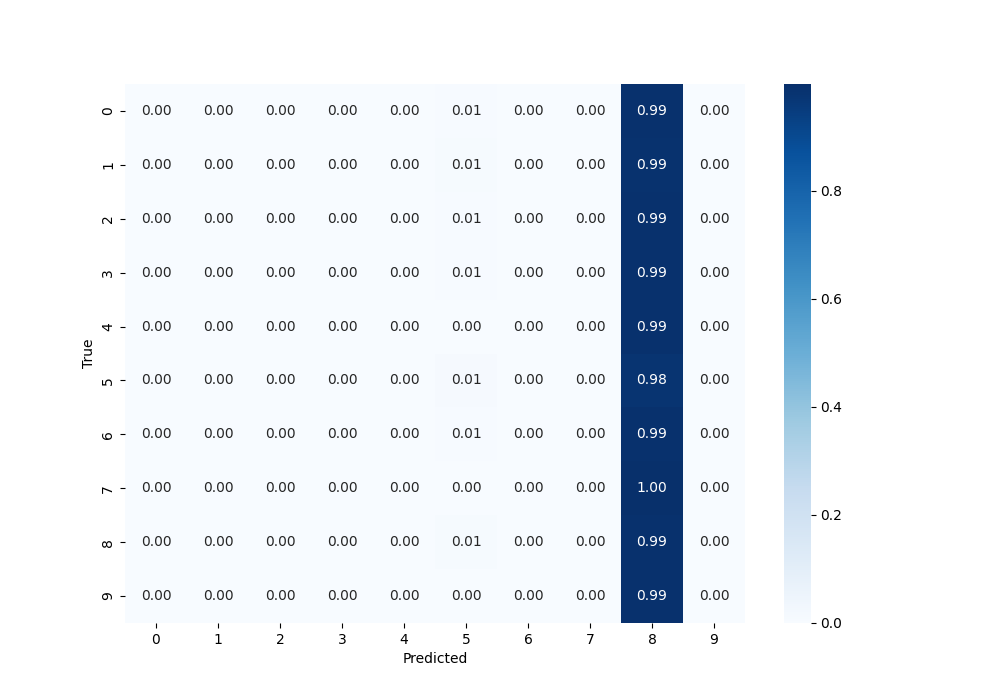 0 0.00 0.00 0.00 0.00 0.00 0.01 0.00 0.00 0.99 0.00
1 0.00 0.00 0.00 0.00 0.00 0.01 0.00 0.00 0.99 0.00
0.8
2 0.00 0.00 0.00 0.00 0.00 0.01 0.00 0.00 0.99 0.00
3 0.00 0.00 0.00 0.00 0.00 0.01 0.00 0.00 0.99 0.00
0.6
4 0.00 0.00 0.00 0.00 0.00 0.00 0.00 0.00 0.99 0.00
True
5 0.00 0.00 0.00 0.00 0.00 0.01 0.00 0.00 0.98 0.00
0.4
6 0.00 0.00 0.00 0.00 0.00 0.01 0.00 0.00 0.99 0.00
7 0.00 0.00 0.00 0.00 0.00 0.00 0.00 0.00 1.00 0.00
0.2
8 0.00 0.00 0.00 0.00 0.00 0.01 0.00 0.00 0.99 0.00
9 0.00 0.00 0.00 0.00 0.00 0.00 0.00 0.00 0.99 0.00
0.0
0 1 2 3 4 5 6 7 8 9
Predicted